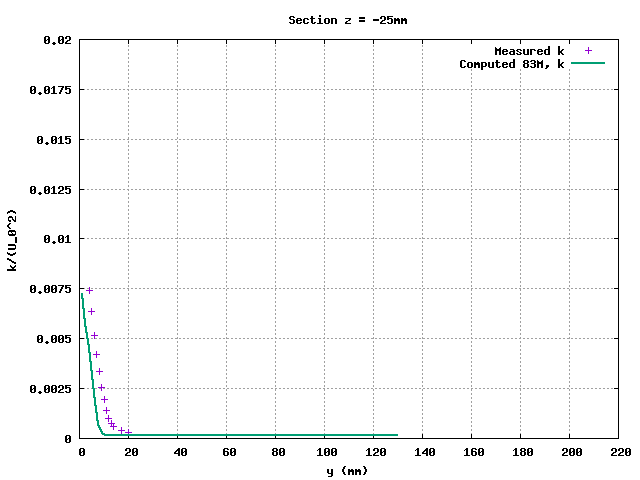 Section z = -25mm
Measured k
Computed 83M, k
0.02
0.0175
0.015
0.0125
0.01
0.0075
0.005
0.0025
0
k/(U_0^2)
0 20 40 60 80 100 120 140 160 180 200 220
y (mm)